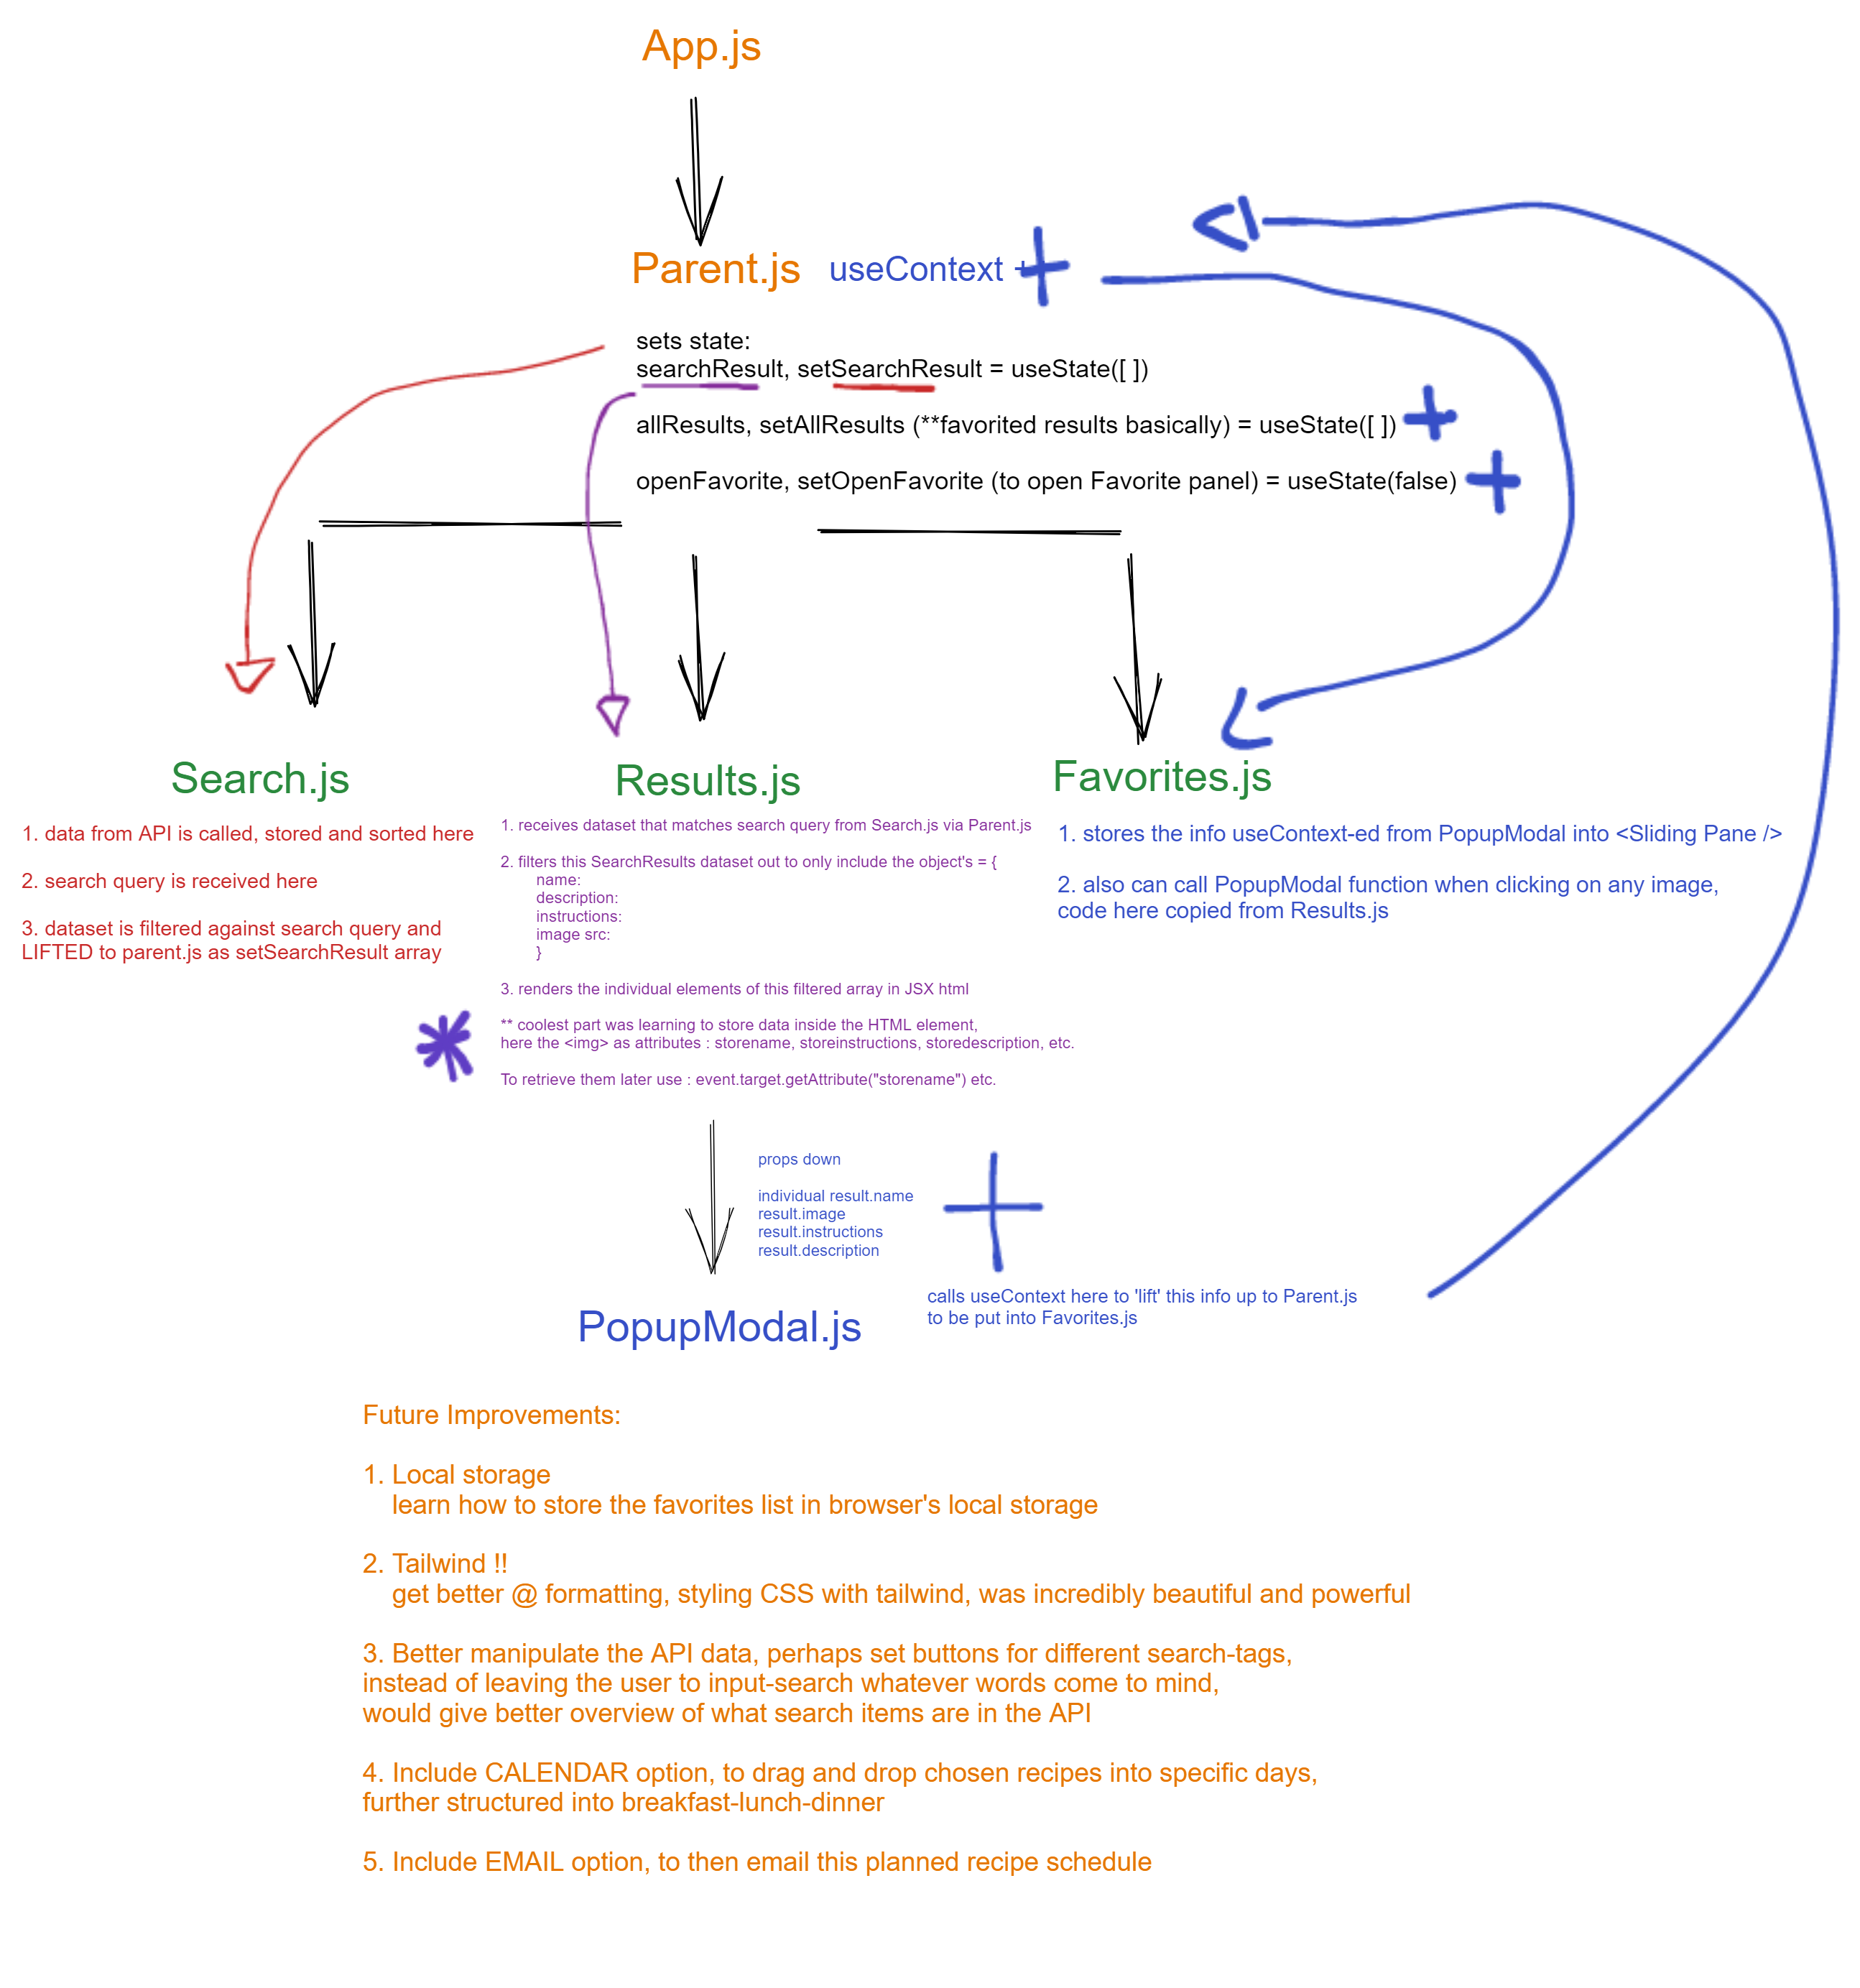 App.js
Parent.js useContext +
sets state:
searchResult, setSearchResult = useState([ ])
allResults, setAllResults (**favorited results basically) = useState([ ])
openFavorite, setOpenFavorite (to open Favorite panel) = useState(false)
Search.js
1. data from API is called, stored and sorted here
2. search query is received here
3. dataset is filtered against search query and
LIFTED to parent.js as setSearchResult array
Results.js
1. receives dataset that matches search query from Search.js via Parent.js
2. filters this SearchResults dataset out to only include the object's = {
name:
description:
instructions:
image src:
}
3. renders the individual elements of this filtered array in JSX html
** coolest part was learning to store data inside the HTML element,
here the <img> as attributes : storename, storeinstructions, storedescription, etc.
To retrieve them later use : event.target.getAttribute("storename") etc.
Favorites.js
1. stores the info useContext-ed from PopupModal into <Sliding Pane />
2. also can call PopupModal function when clicking on any image,
code here copied from Results.js
props down
individual result.name
result.image
result.instructions
result.description
PopupModal.js
calls useContext here to 'lift' this info up to Parent.js
to be put into Favorites.js
Future Improvements:
1. Local storage
learn how to store the favorites list in browser's local storage
2. Tailwind !!
get better @ formatting, styling CSS with tailwind, was incredibly beautiful and powerful
3. Better manipulate the API data, perhaps set buttons for different search-tags,
instead of leaving the user to input-search whatever words come to mind,
would give better overview of what search items are in the API
4. Include CALENDAR option, to drag and drop chosen recipes into specific days,
further structured into breakfast-lunch-dinner
5. Include EMAIL option, to then email this planned recipe schedule